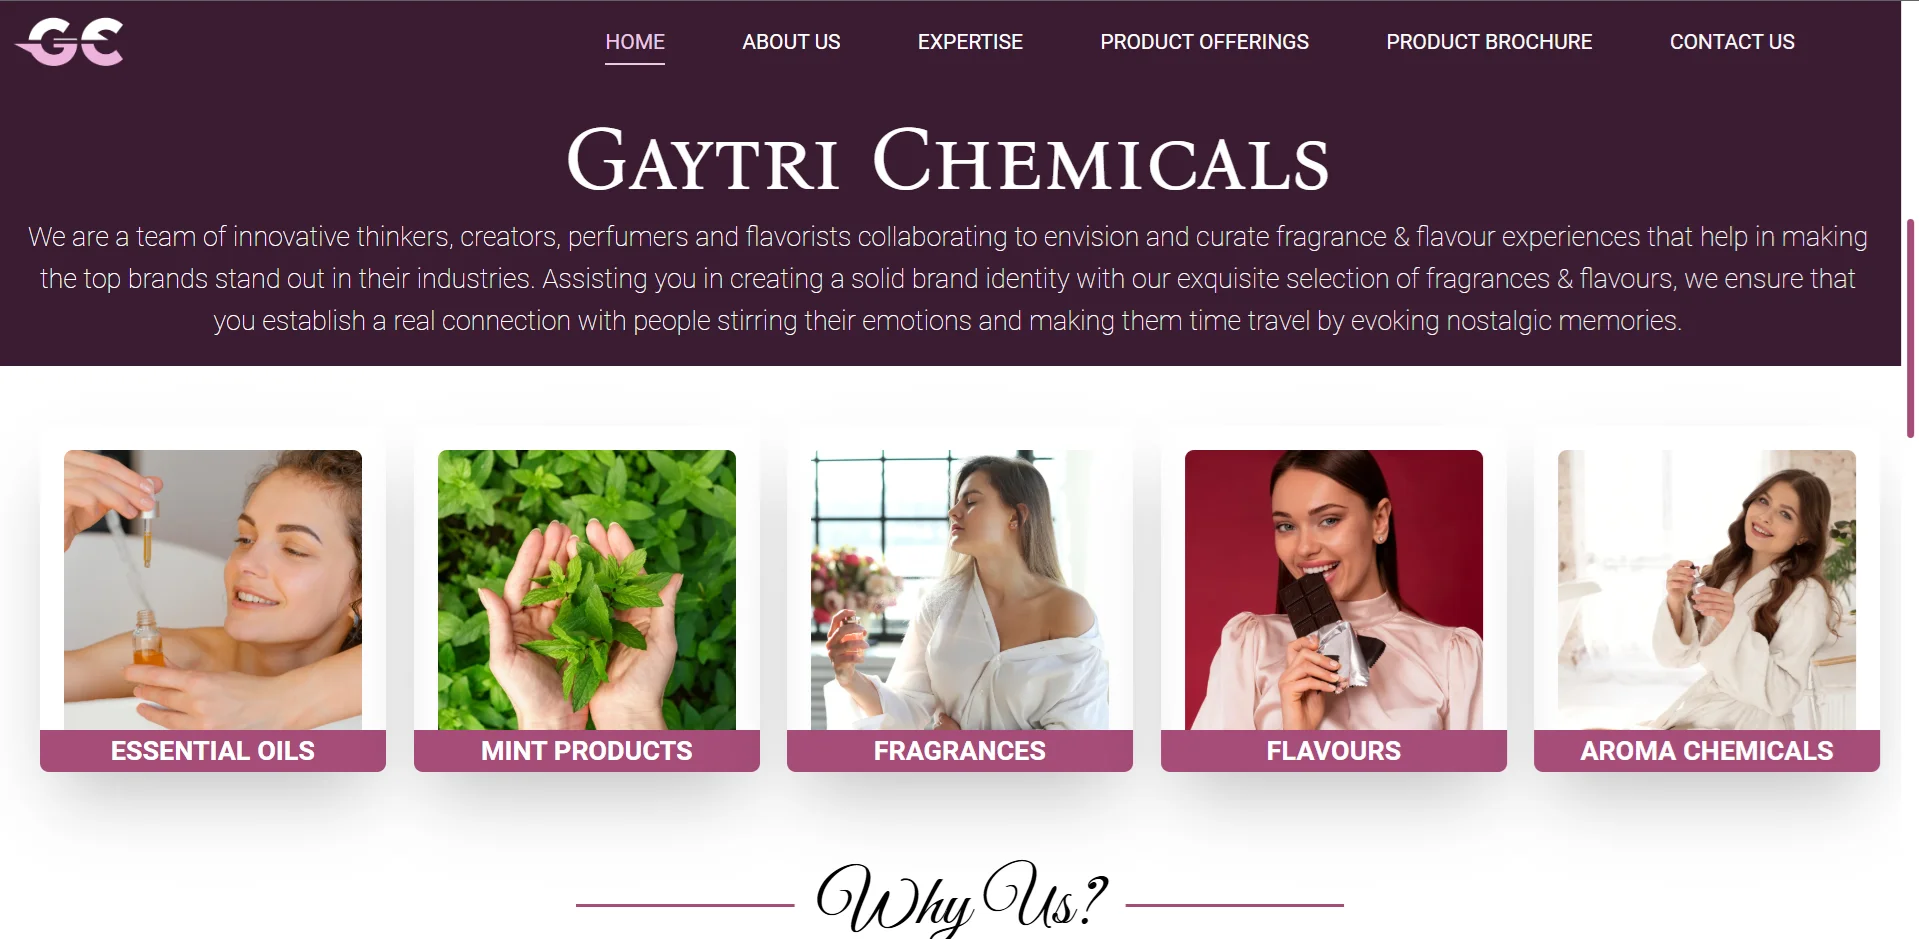 GC
HOME ABOUT US EXPERTISE PRODUCT OFFERINGS PRODUCT BROCHURE CONTACT US
GAYTRI CHEMICALS
We are a team of innovative thinkers, creators, perfumers and flavorists collaborating to envision and curate fragrance & flavour experiences that help in making
the top brands stand out in their industries. Assisting you in creating a solid brand identity with our exquisite selection of fragrances & flavours, we ensure that
you establish a real connection with people stirring their emotions and making them time travel by evoking nostalgic memories.
ESSENTIAL OILS
MINT PRODUCTS
FRAGRANCES
FLAVOURS
AROMA CHEMICALS
Why Us?